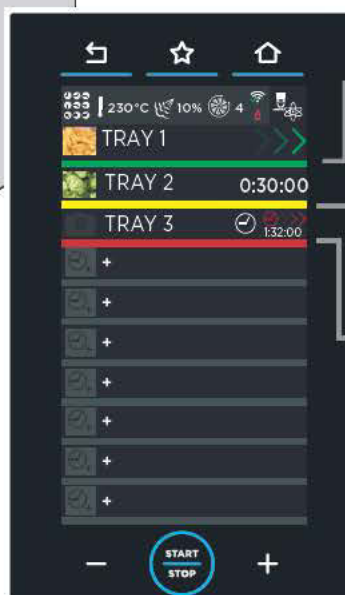 230°C 10% 4
TRAY 1
TRAY 2 0:30:00
TRAY 3 1:32:00
+
+
+
+
+
+
+
− START STOP +